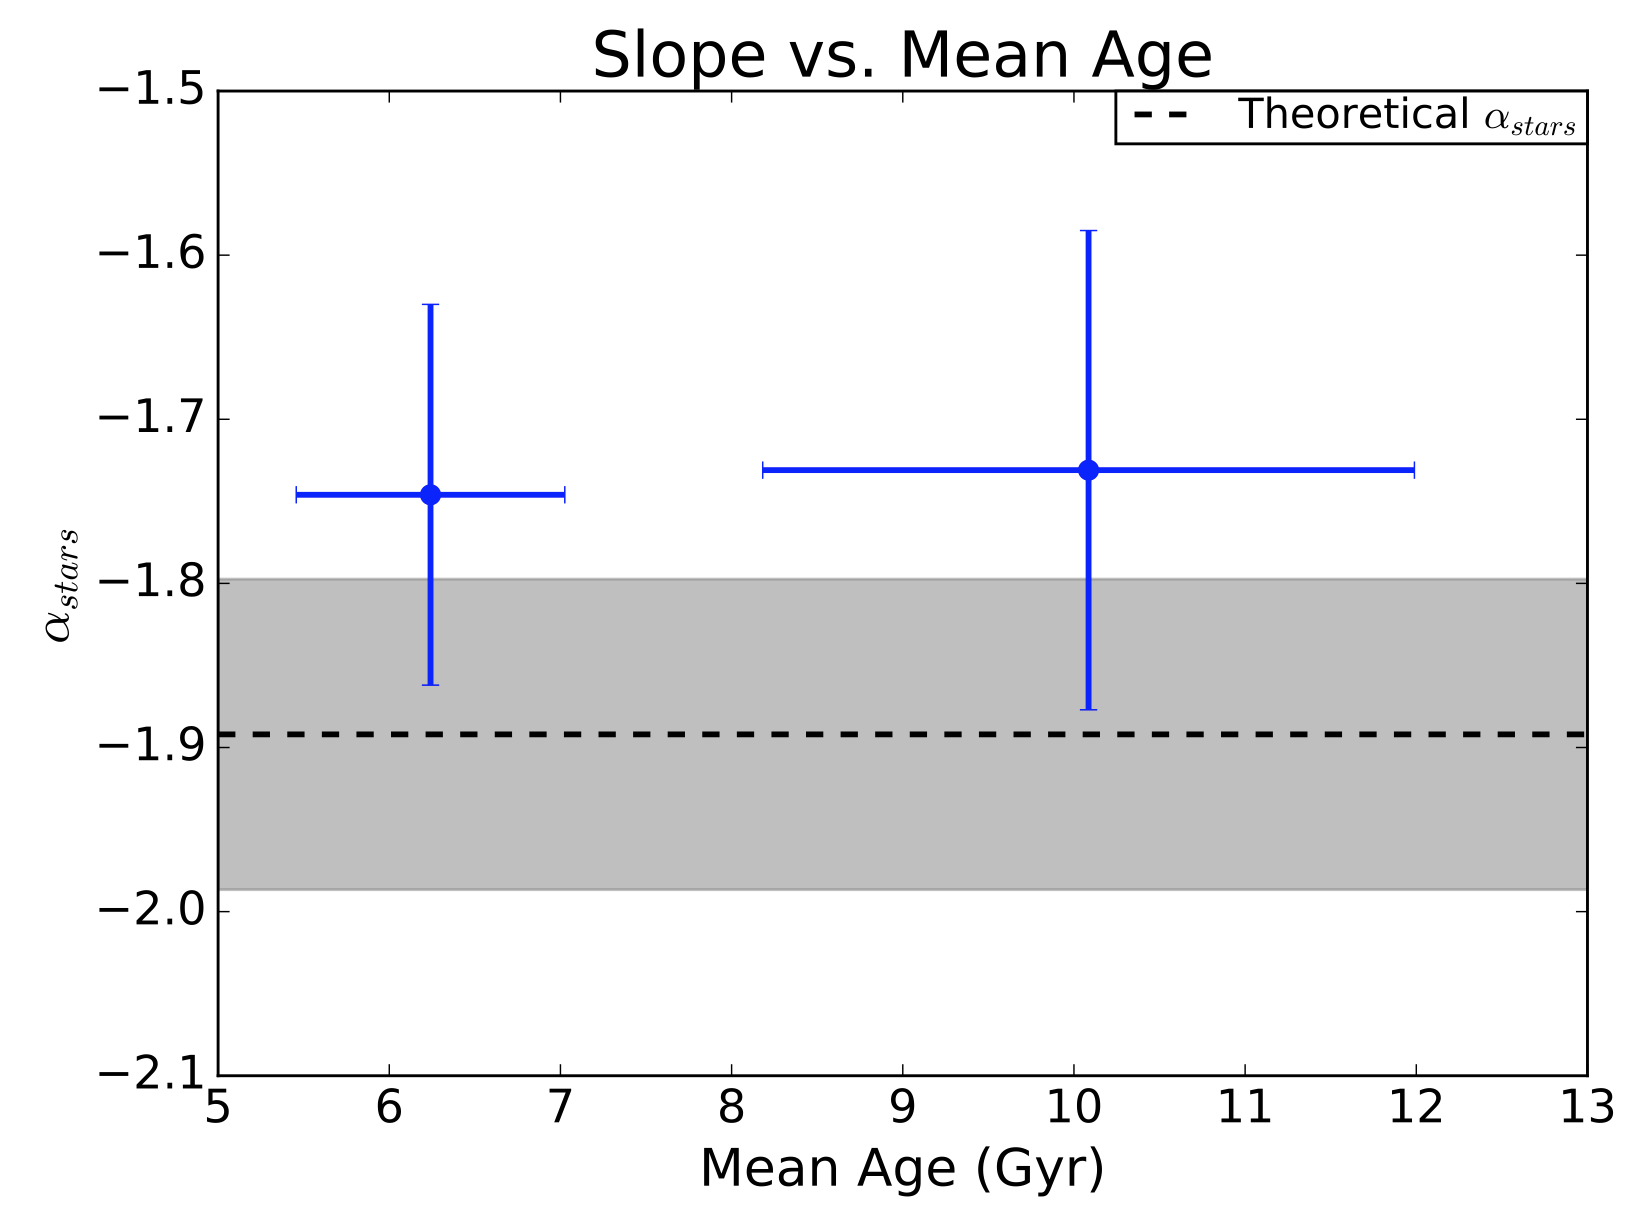 Slope vs. Mean Age
Theoretical α_stars
−1.5
−1.6
−1.7
−1.8
−1.9
−2.0
−2.1
α_stars
5 6 7 8 9 10 11 12 13
Mean Age (Gyr)